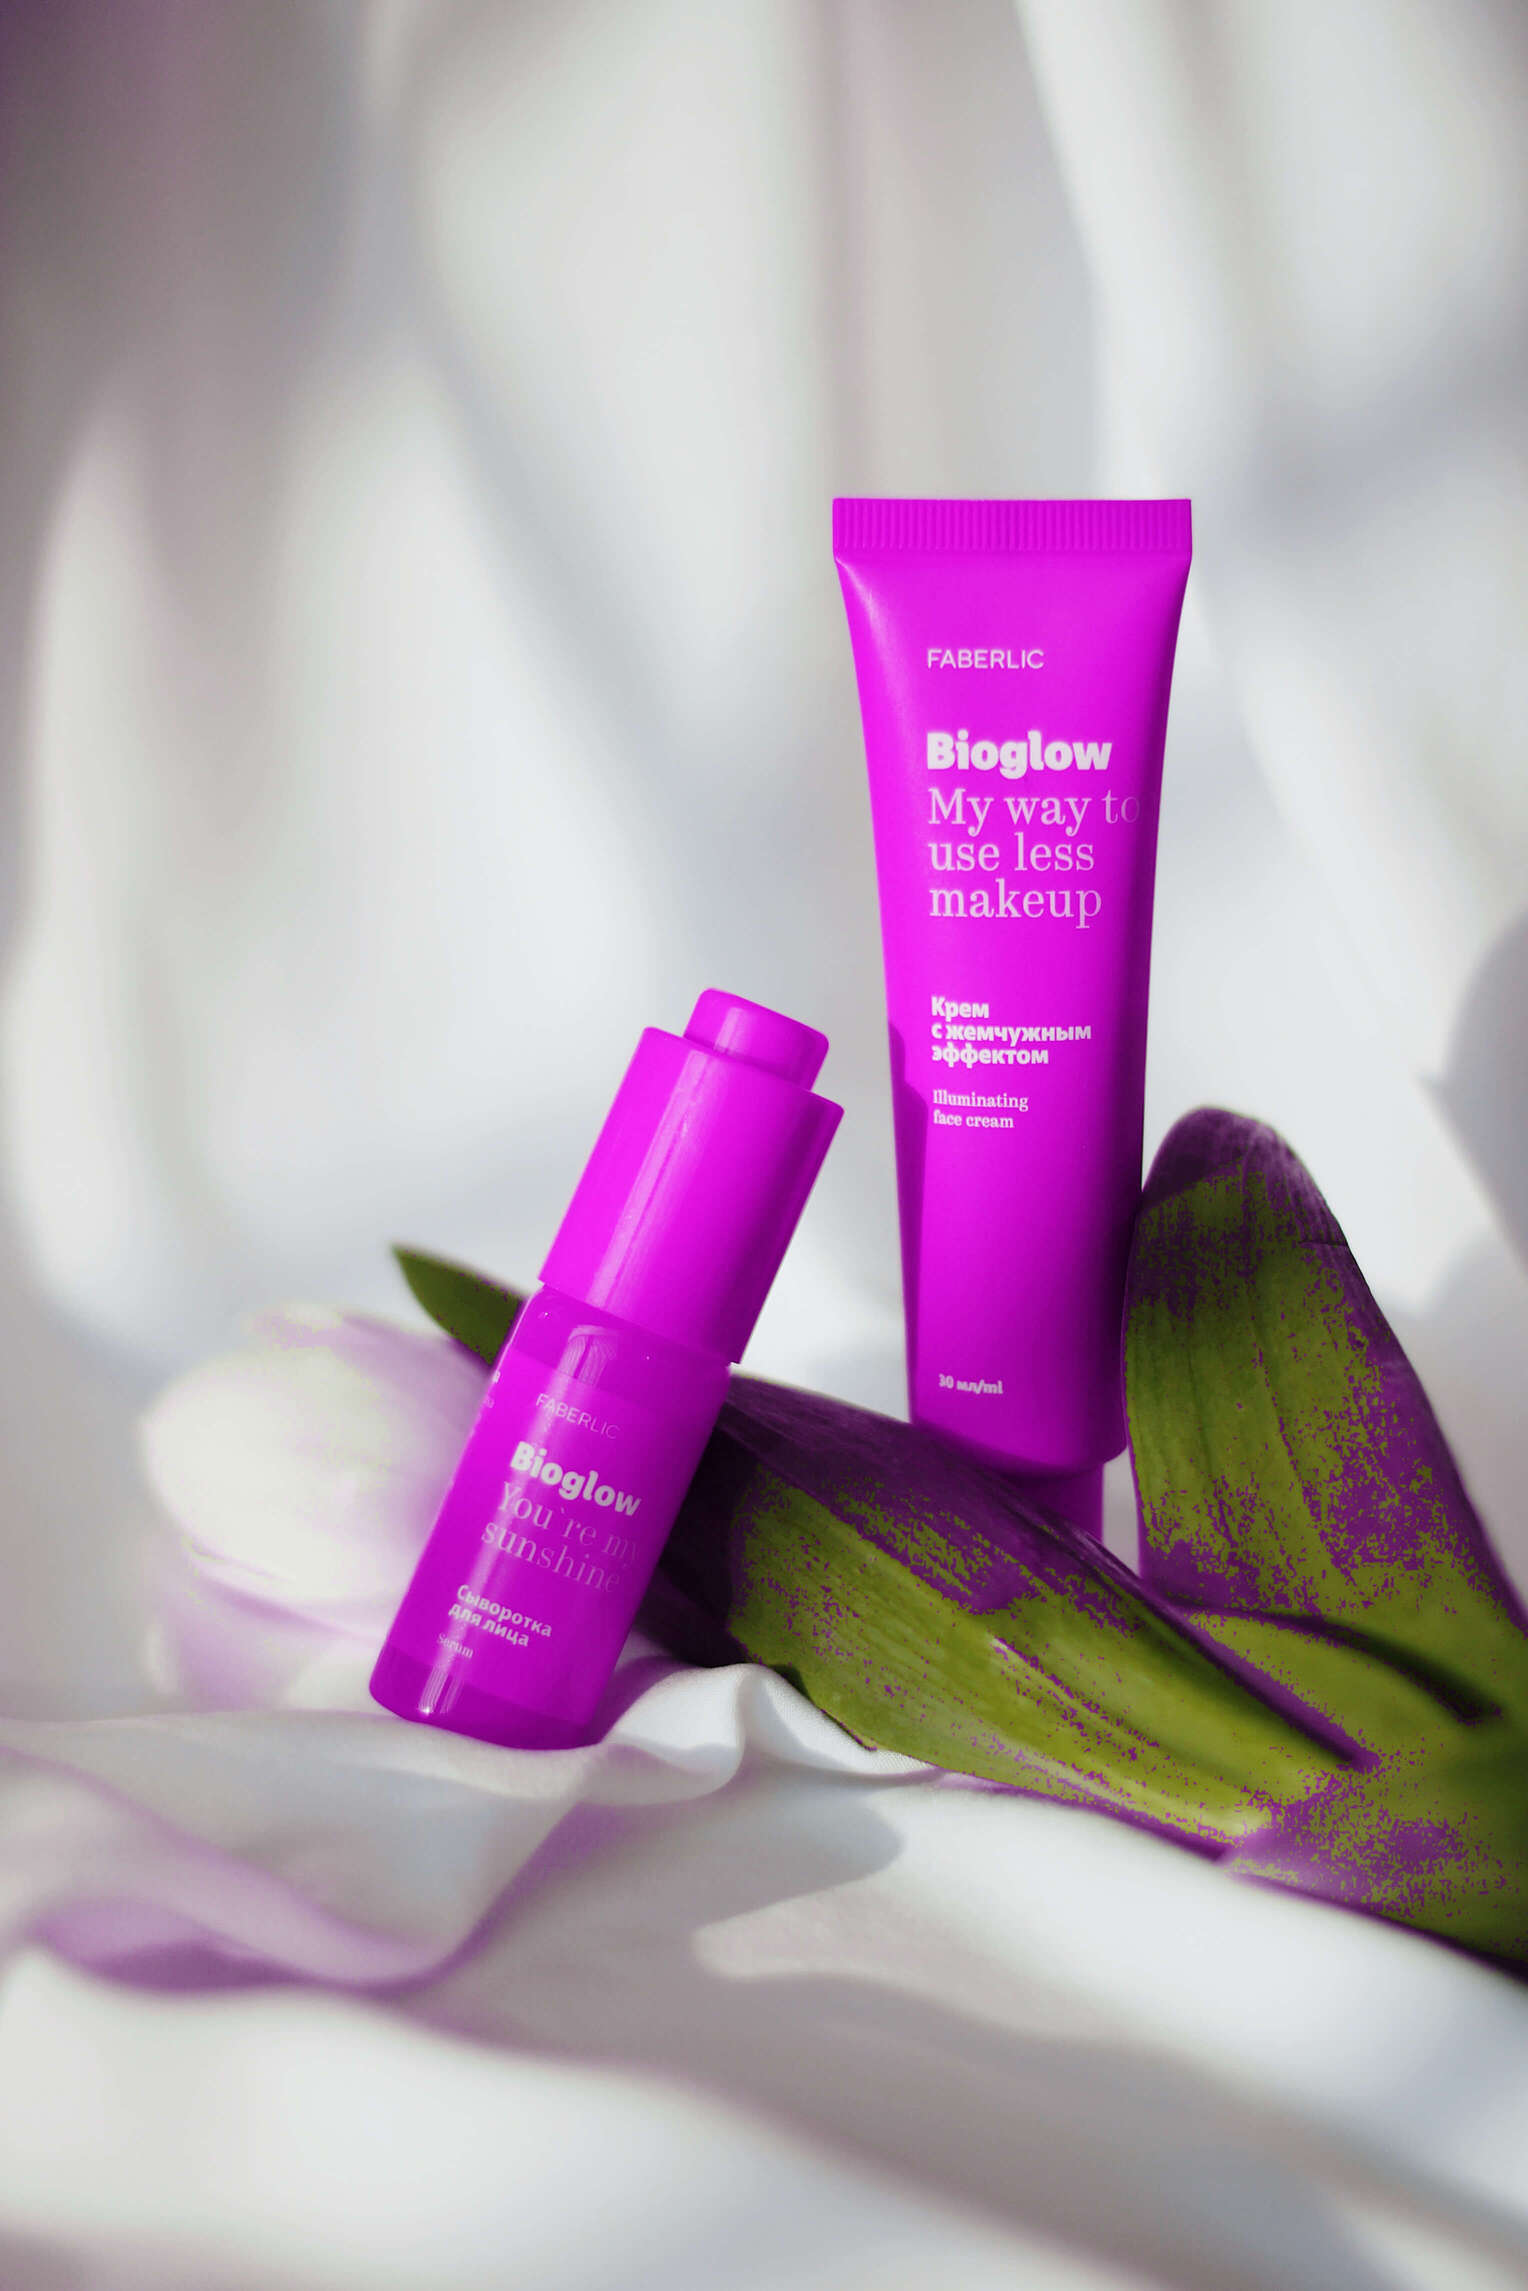 FABERLIC
Bioglow
My way to
use less
makeup
Крем
с жемчужным
эффектом
Illuminating
face cream
30 мл/ml
FABERLIC
Bioglow
You're my
sunshine
Сыворотка
для лица
Serum